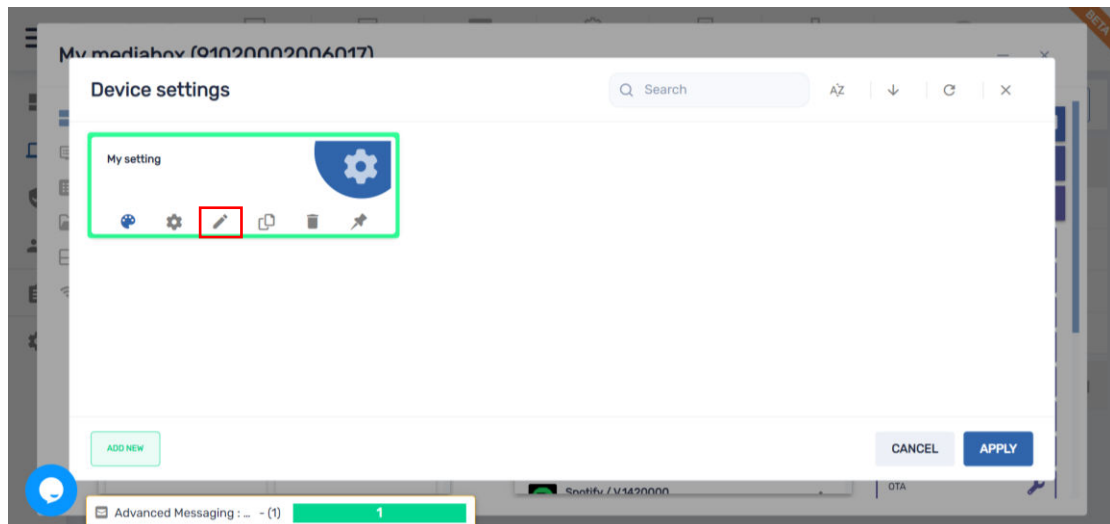 BETA
My mediabox (91020002006017)
Device settings
Search
AZ
My setting
ADD NEW
CANCEL
APPLY
Spotify / V.1420000
OTA
Advanced Messaging : ... - (1)
1